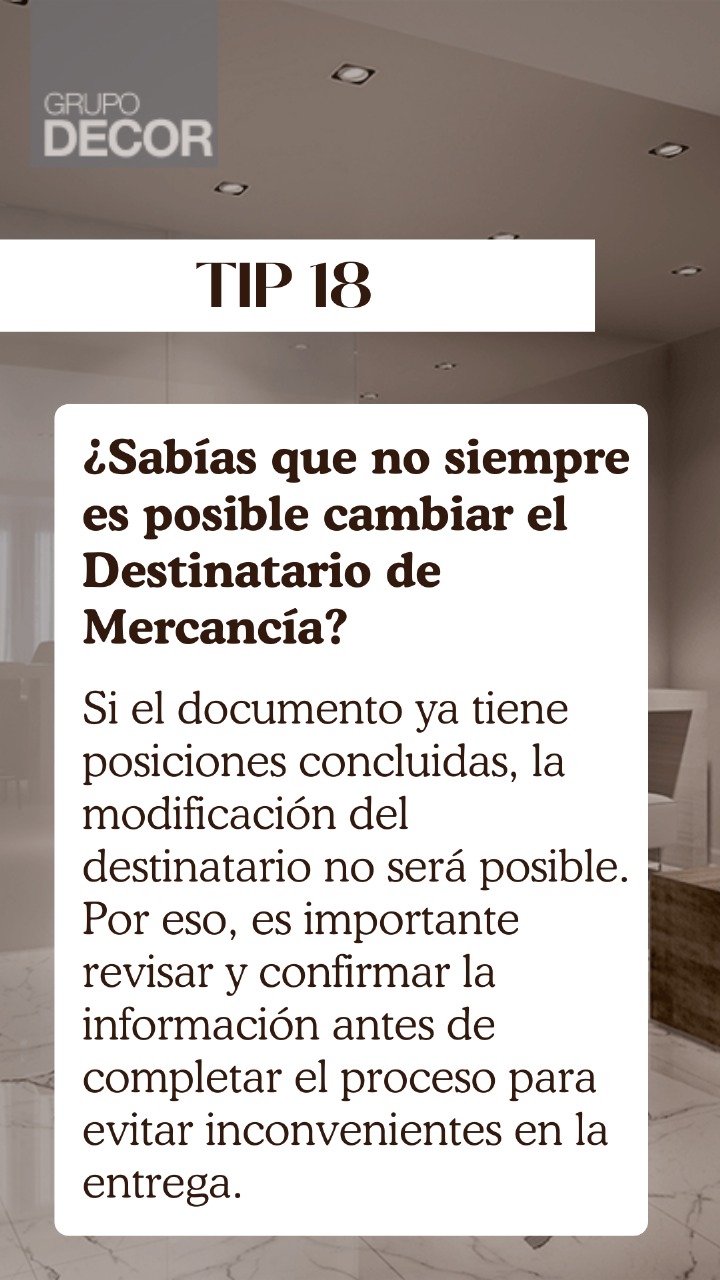 GRUPO
DECOR
TIP 18
¿Sabías que no siempre
es posible cambiar el
Destinatario de
Mercancía?
Si el documento ya tiene
posiciones concluidas, la
modificación del
destinatario no será posible.
Por eso, es importante
revisar y confirmar la
información antes de
completar el proceso para
evitar inconvenientes en la
entrega.